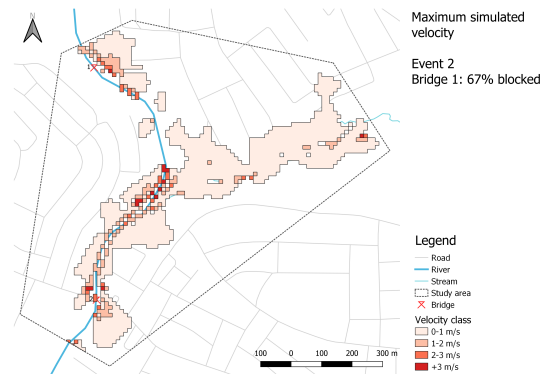 N
Maximum simulated
velocity
Event 2
Bridge 1: 67% blocked
1
Legend
Road
River
Stream
Study area
Bridge
Velocity class
0-1 m/s
1-2 m/s
2-3 m/s
+3 m/s
100 0 100 200 300 m